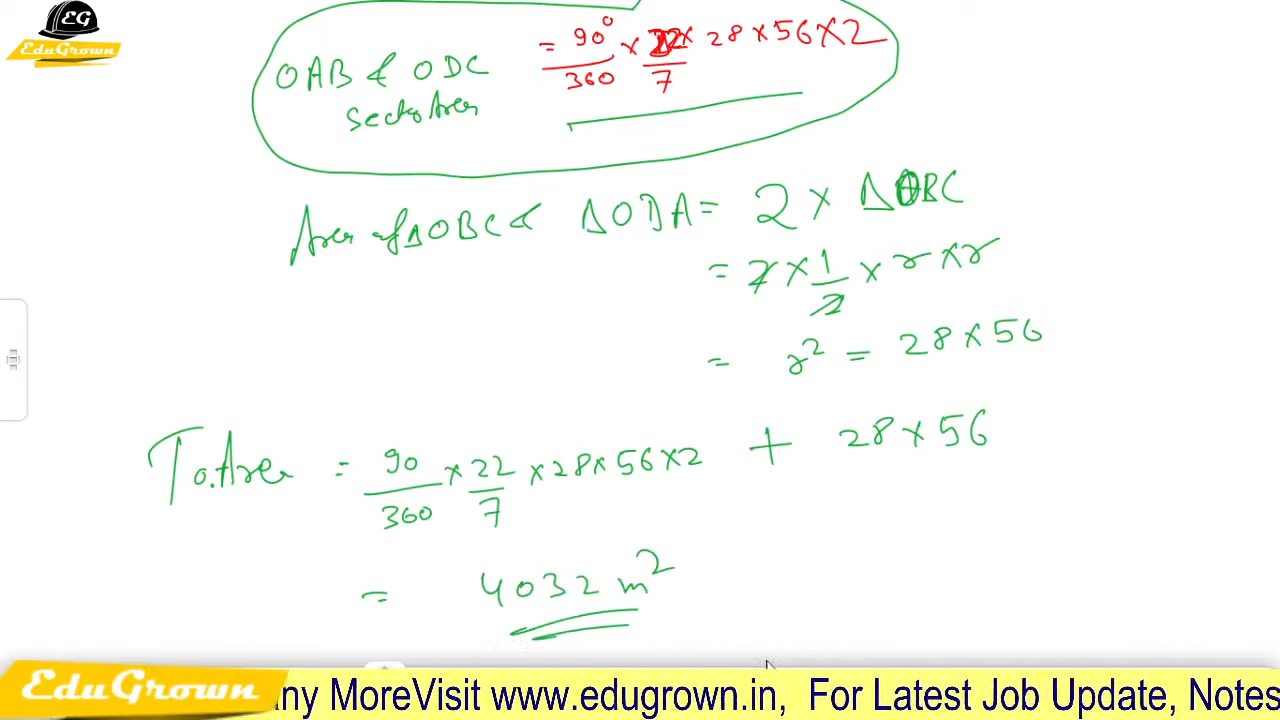 EG
EduGrown
OAB & ODC = 90° × 22 × 28 × 56 × 2
360 7
Sector Area
Area of ΔOBC & ΔODA = 2 × ΔOBC
= 2 × 1 × r × r
2
= r² = 28 × 56
To.Area = 90 × 22 × 28 × 56 × 2 + 28 × 56
360 7
= 4032 m²
EduGrown ny MoreVisit www.edugrown.in, For Latest Job Update, Notes